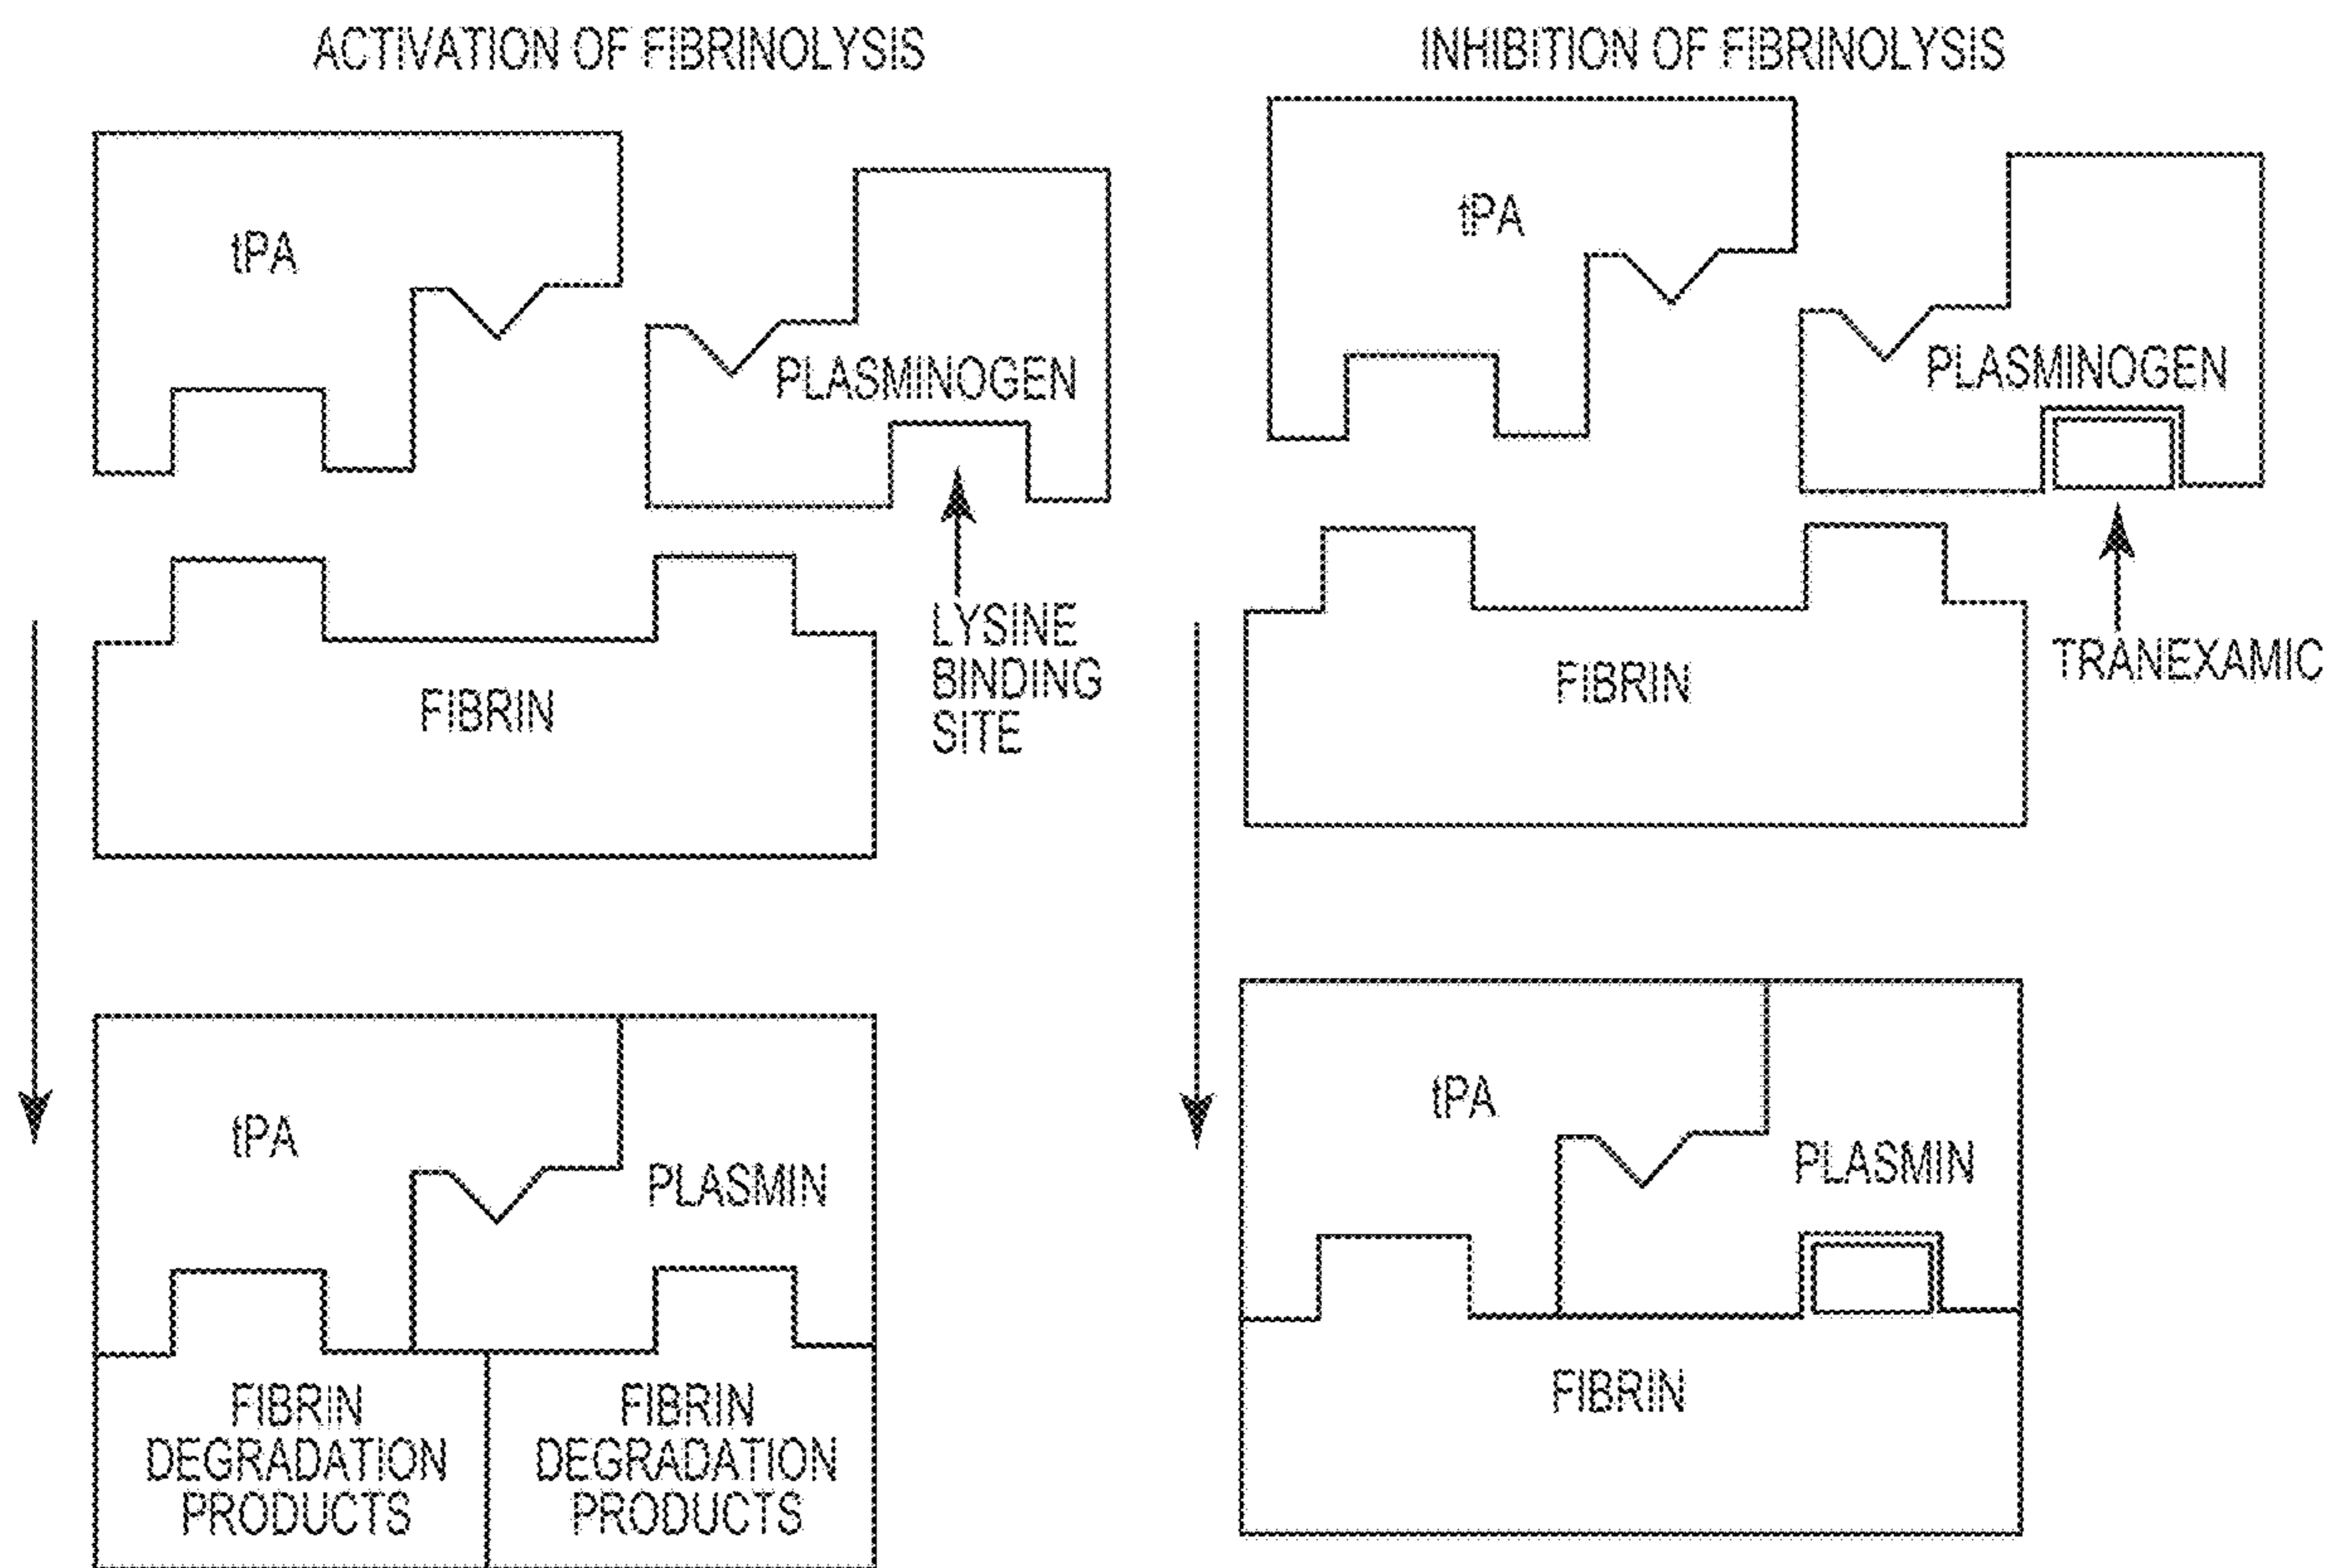 ACTIVATION OF FIBRINOLYSIS
tPA
PLASMINOGEN
LYSINE
BINDING
SITE
FIBRIN
tPA
PLASMIN
FIBRIN
DEGRADATION
PRODUCTS
FIBRIN
DEGRADATION
PRODUCTS
INHIBITION OF FIBRINOLYSIS
tPA
PLASMINOGEN
TRANEXAMIC
FIBRIN
tPA
PLASMIN
FIBRIN